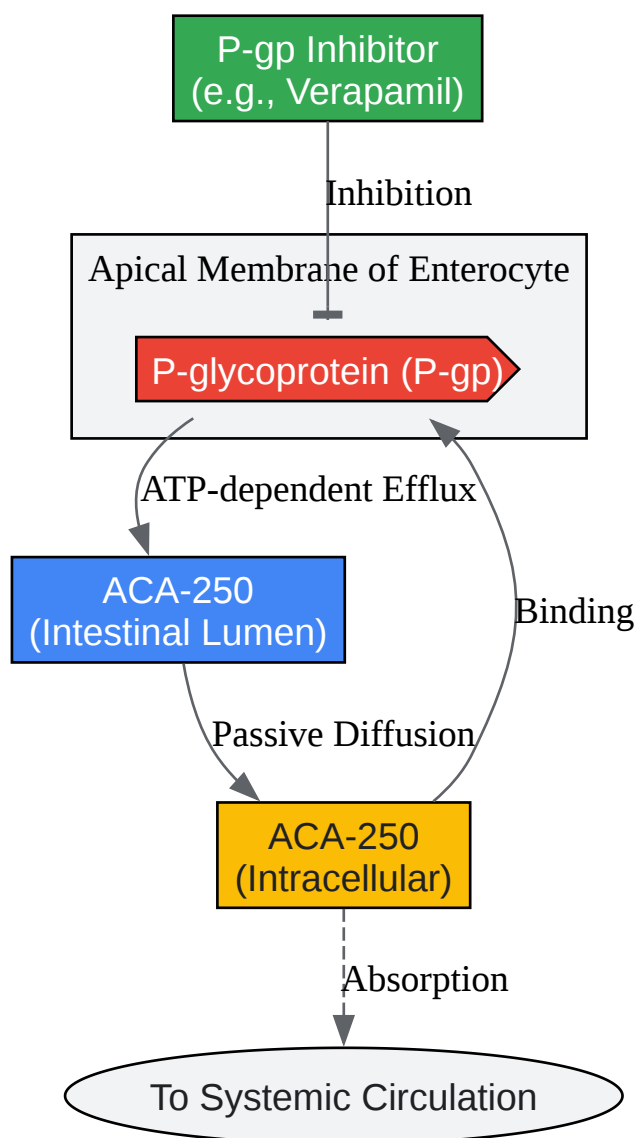 P-gp Inhibitor
(e.g., Verapamil)
Inhibition
Apical Membrane of Enterocyte
P-glycoprotein (P-gp)
ATP-dependent Efflux
ACA-250
(Intestinal Lumen)
Binding
Passive Diffusion
ACA-250
(Intracellular)
Absorption
To Systemic Circulation